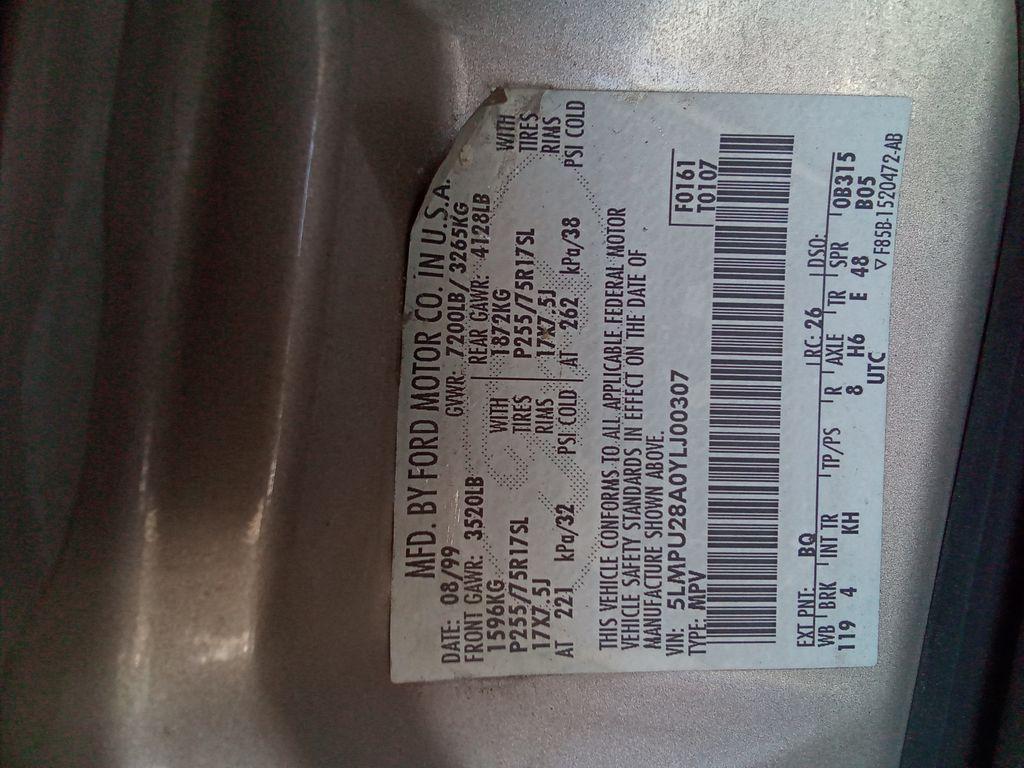 MFD. BY FORD MOTOR CO. IN U.S.A.
DATE: 08/99 GVWR: 7200LB/ 3265KG
FRONT GAWR: 3520LB REAR GAWR: 4128LB
1596KG WITH 1872KG WITH
P255/75R17SL TIRES P255/75R17SL TIRES
17X7.5J RIMS 17X7.5J RIMS
AT 221 kPa/32 PSI COLD AT 262 kPa/38 PSI COLD
THIS VEHICLE CONFORMS TO ALL APPLICABLE FEDERAL MOTOR
VEHICLE SAFETY STANDARDS IN EFFECT ON THE DATE OF
MANUFACTURE SHOWN ABOVE.
VIN: 5LMPU28A0YLJ00307
TYPE: MPV
F0161
T0107
EXT PNT: BQ RC: 26 DSO:
WB BRK INT TR TP/PS R AXLE TR SPR 0B315
119 4 KH 8 H6 E 48 B05
UTC ▽F85B-1520472-AB